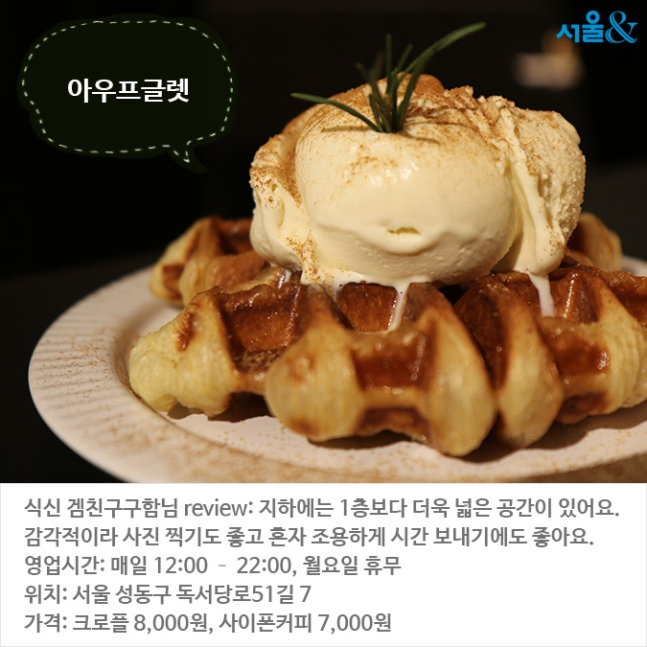 서울&
아우프글렛
식신 겜친구구함님 review: 지하에는 1층보다 더욱 넓은 공간이 있어요.
감각적이라 사진 찍기도 좋고 혼자 조용하게 시간 보내기에도 좋아요.
영업시간: 매일 12:00 - 22:00, 월요일 휴무
위치: 서울 성동구 독서당로51길 7
가격: 크로플 8,000원, 사이폰커피 7,000원